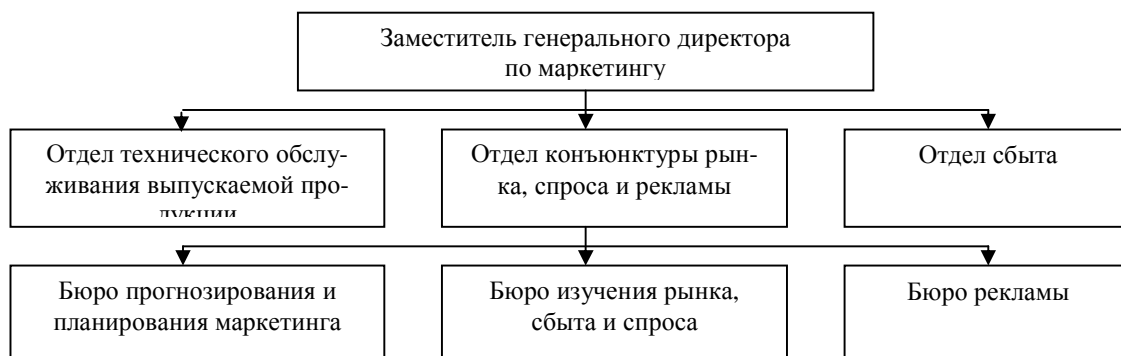 Заместитель генерального директора
по маркетингу
Отдел технического обслу-
живания выпускаемой про-
дукции
Отдел конъюнктуры рын-
ка, спроса и рекламы
Отдел сбыта
Бюро прогнозирования и
планирования маркетинга
Бюро изучения рынка,
сбыта и спроса
Бюро рекламы